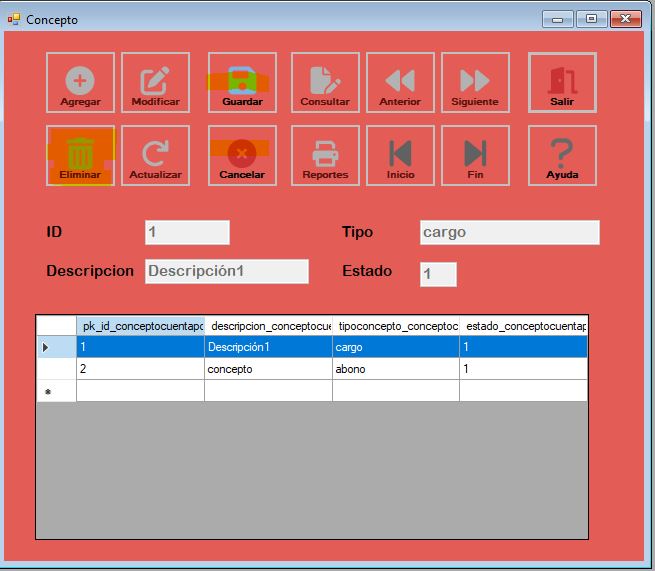 Concepto
Agregar Modificar Guardar Consultar Anterior Siguiente Salir
Eliminar Actualizar Cancelar Reportes Inicio Fin Ayuda
ID 1 Tipo cargo
Descripcion Descripción1 Estado 1
pk_id_conceptocuentapo descripcion_conceptocue tipoconcepto_conceptoc estado_conceptocuentap
1 Descripción1 cargo 1
2 concepto abono 1
*